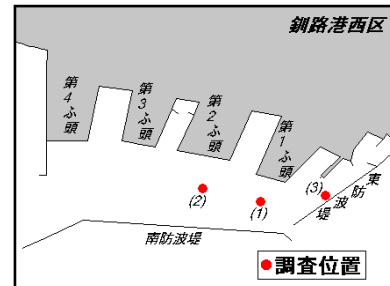 釧路港西区
第4ふ頭
第3ふ頭
第2ふ頭
第1ふ頭
(3)
(2)
(1)
東防波堤
南防波堤
●調査位置